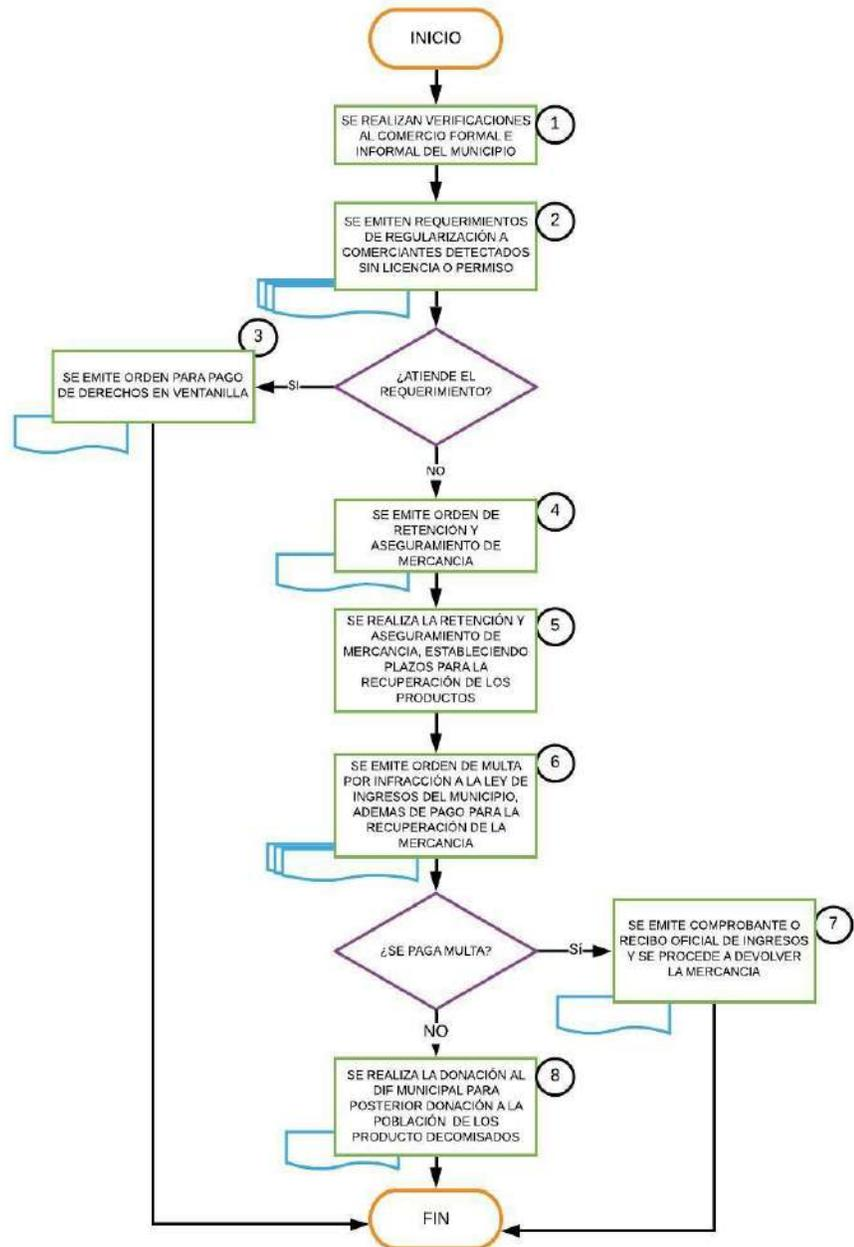 INICIO
1
SE REALIZAN VERIFICACIONES
AL COMERCIO FORMAL E
INFORMAL DEL MUNICIPIO
2
SE EMITEN REQUERIMIENTOS
DE REGULARIZACIÓN A
COMERCIANTES DETECTADOS
SIN LICENCIA O PERMISO
3
SE EMITE ORDEN PARA PAGO
DE DERECHOS EN VENTANILLA
SI
¿ATIENDE EL
REQUERIMIENTO?
NO
4
SE EMITE ORDEN DE
RETENCIÓN Y
ASEGURAMIENTO DE
MERCANCIA
5
SE REALIZA LA RETENCIÓN Y
ASEGURAMIENTO DE
MERCANCIA, ESTABLECIENDO
PLAZOS PARA LA
RECUPERACIÓN DE LOS
PRODUCTOS
6
SE EMITE ORDEN DE MULTA
POR INFRACCIÓN A LA LEY DE
INGRESOS DEL MUNICIPIO,
ADEMAS DE PAGO PARA LA
RECUPERACIÓN DE LA
MERCANCIA
¿SE PAGA MULTA?
SÍ
7
SE EMITE COMPROBANTE O
RECIBO OFICIAL DE INGRESOS
Y SE PROCEDE A DEVOLVER
LA MERCANCIA
NO
8
SE REALIZA LA DONACIÓN AL
DIF MUNICIPAL PARA
POSTERIOR DONACIÓN A LA
POBLACIÓN DE LOS
PRODUCTO DECOMISADOS
FIN